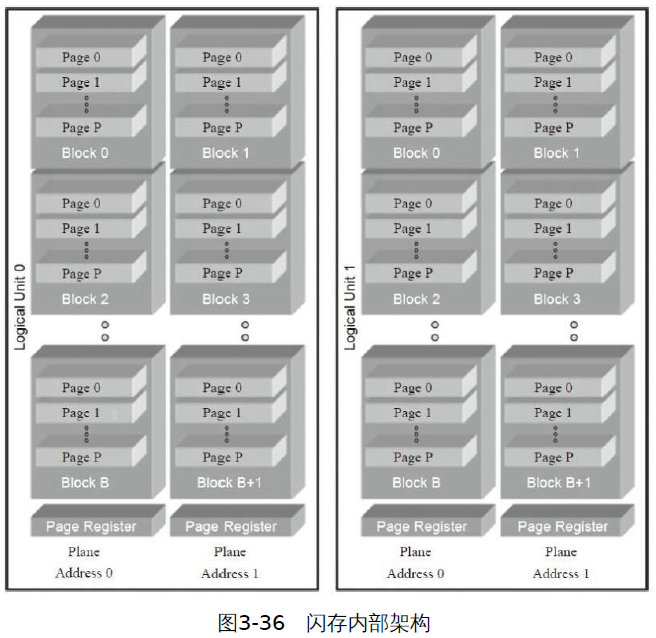 Logical Unit 0
Page 0
Page 1
Page P
Block 0
Page 0
Page 1
Page P
Block 1
Page 0
Page 1
Page P
Block 2
Page 0
Page 1
Page P
Block 3
Page 0
Page 1
Page P
Block B
Page 0
Page 1
Page P
Block B+1
Page Register
Page Register
Plane
Address 0
Plane
Address 1
Logical Unit 1
Page 0
Page 1
Page P
Block 0
Page 0
Page 1
Page P
Block 1
Page 0
Page 1
Page P
Block 2
Page 0
Page 1
Page P
Block 3
Page 0
Page 1
Page P
Block B
Page 0
Page 1
Page P
Block B+1
Page Register
Page Register
Plane
Address 0
Plane
Address 1
图3-36 闪存内部架构